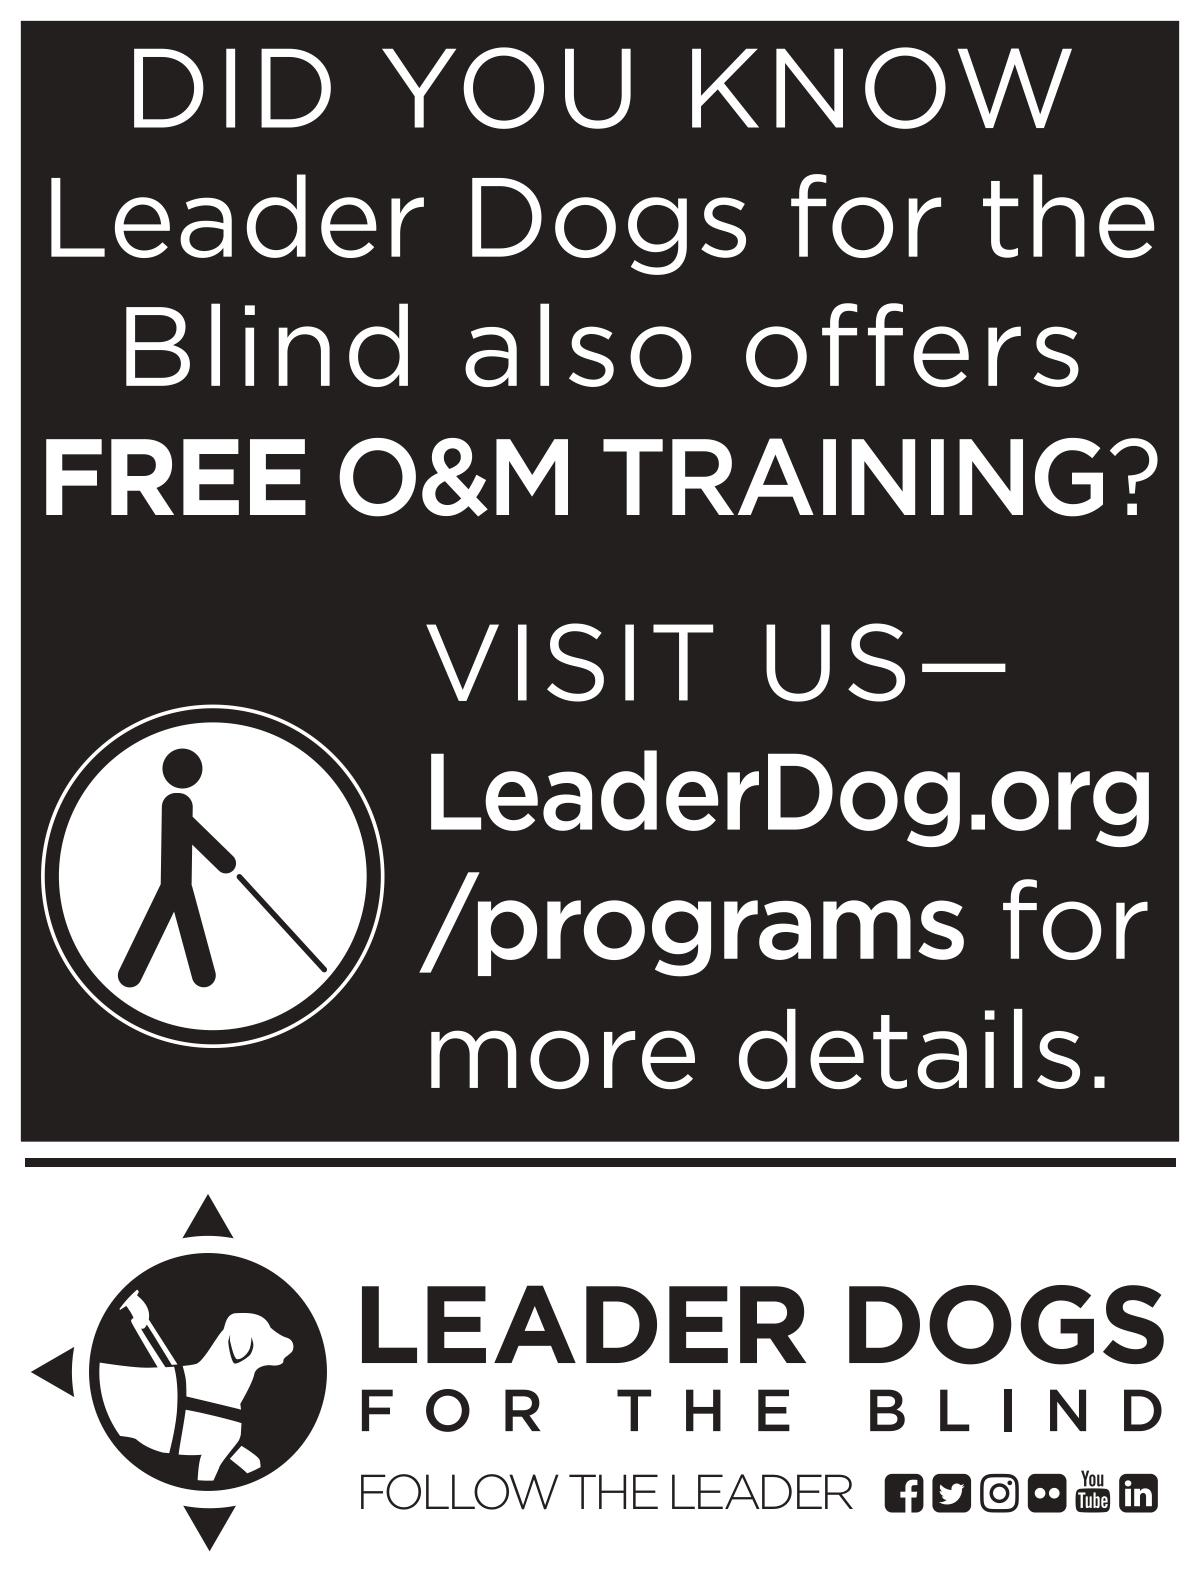 DID YOU KNOW
Leader Dogs for the
Blind also offers
FREE O&M TRAINING?
VISIT US—
LeaderDog.org
/programs for
more details.
LEADER DOGS
FOR THE BLIND
FOLLOW THE LEADER
You
Tube
in